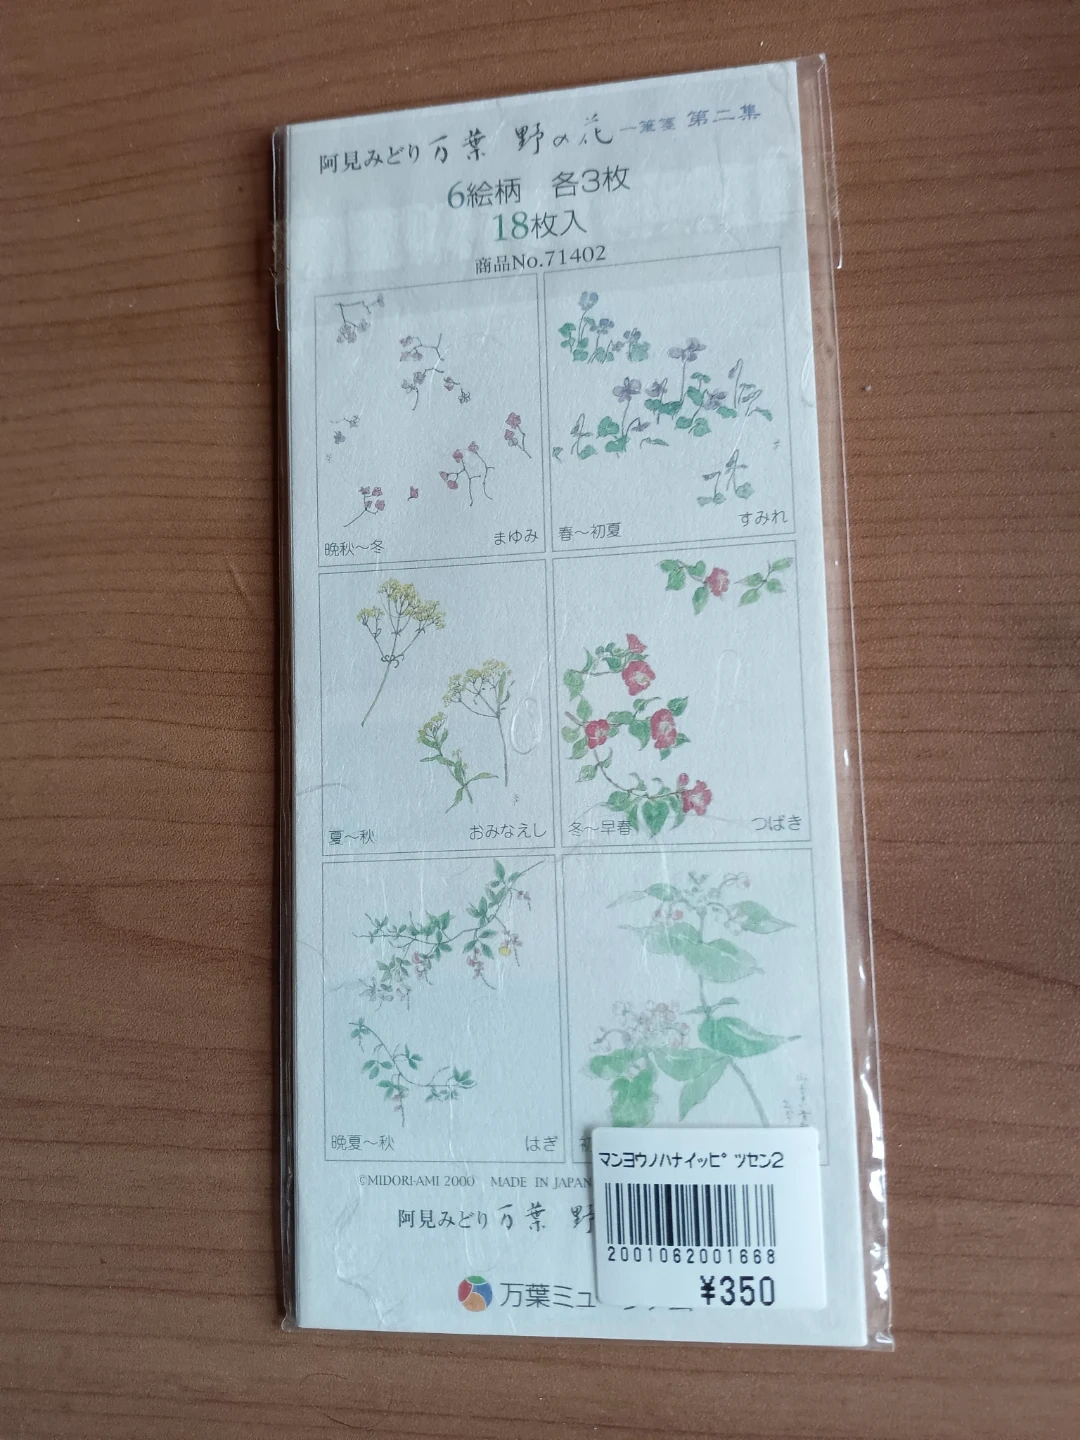 阿見みどり 万葉 野の花 一筆箋 第二集
6絵柄 各3枚
18枚入
商品No.71402
晩秋～冬 まゆみ
春～初夏 すみれ
夏～秋 おみなえし
冬～早春 つばき
晩夏～秋 はぎ
©MIDORI-AMI 2000 MADE IN JAPAN
阿見みどり 万葉 野
万葉ミュージアム
マンヨウノハナイッピツセン2
2001062001668
¥350